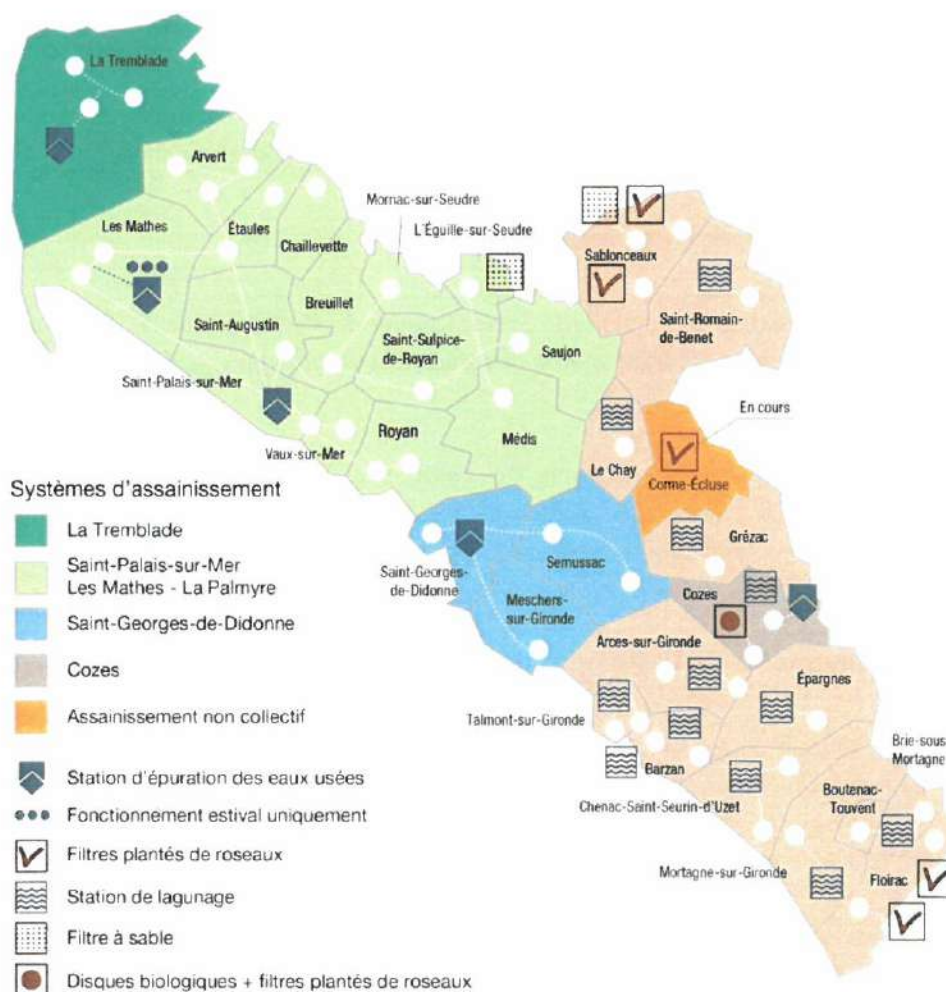 La Tremblade
Arvert
Mornac-sur-Seudre
L'Éguille-sur-Seudre
Les Mathes
Étaules
Chaillevette
Sablonceaux
Breuillet
Saint-Augustin
Saint-Sulpice-
de-Royan
Saujon
Saint-Romain-
de-Benet
Saint-Palais-sur-Mer
En cours
Royan
Médis
Vaux-sur-Mer
Le Chay
Corme-Écluse
Systèmes d'assainissement
La Tremblade
Saint-Palais-sur-Mer
Les Mathes - La Palmyre
Saint-Georges-de-Didonne
Cozes
Assainissement non collectif
Station d'épuration des eaux usées
Fonctionnement estival uniquement
Filtres plantés de roseaux
Station de lagunage
Filtre à sable
Disques biologiques + filtres plantés de roseaux
Grézac
Saint-Georges-
de-Didonne
Semussac
Meschers-
sur-Gironde
Cozes
Arces-sur-Gironde
Épargnes
Talmont-sur-Gironde
Barzan
Brie-sous-
Mortagne
Chenac-Saint-Seurin-d'Uzet
Boutenac-
Touvent
Mortagne-sur-Gironde
Floirac